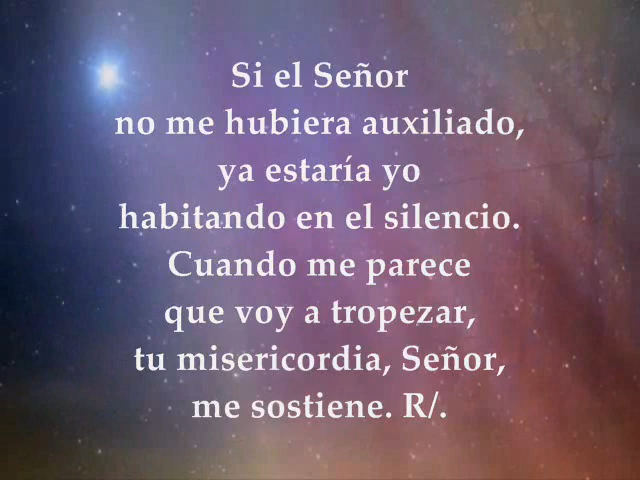 Si el Señor
no me hubiera auxiliado,
ya estaría yo
habitando en el silencio.
Cuando me parece
que voy a tropezar,
tu misericordia, Señor,
me sostiene. R/.